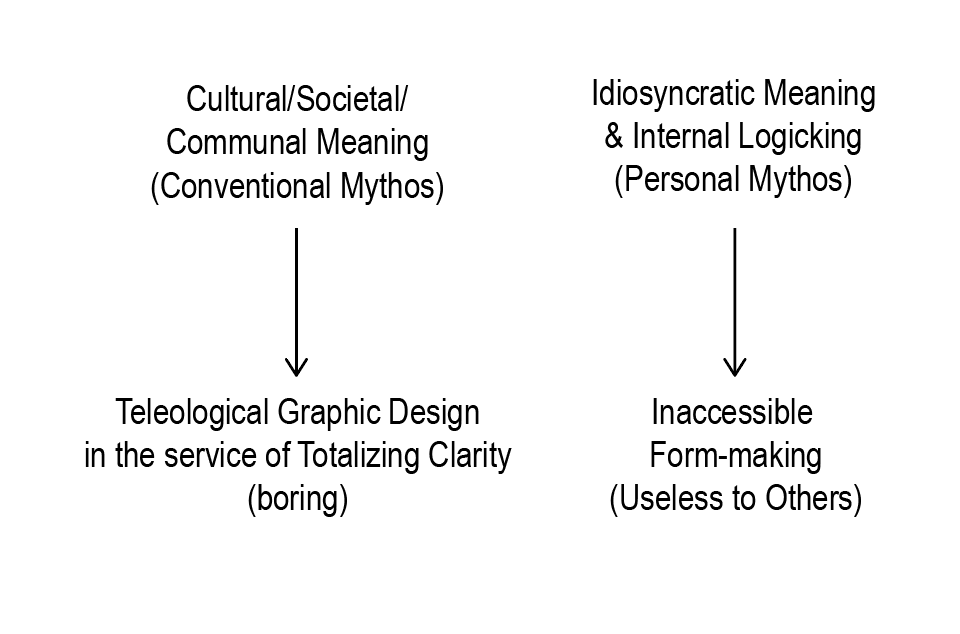 Cultural/Societal/
Communal Meaning
(Conventional Mythos)
Teleological Graphic Design
in the service of Totalizing Clarity
(boring)
Idiosyncratic Meaning
& Internal Logicking
(Personal Mythos)
Inaccessible
Form-making
(Useless to Others)